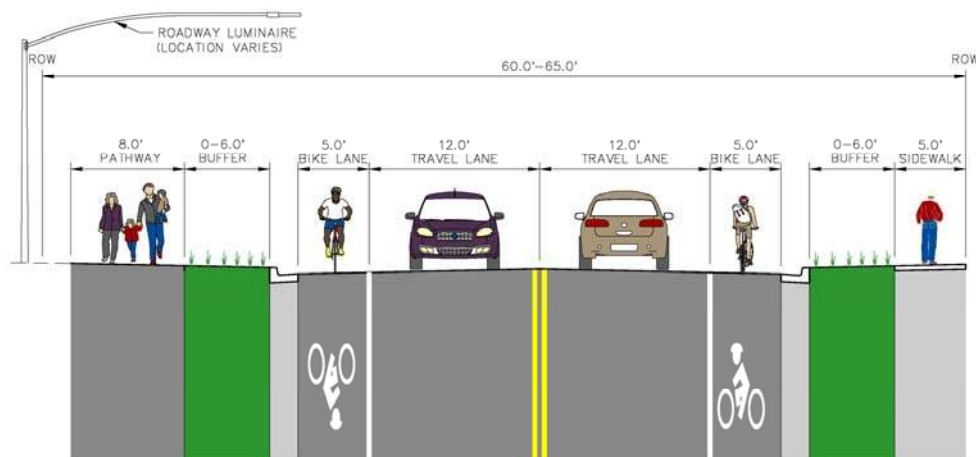 ROADWAY LUMINAIRE
(LOCATION VARIES)
ROW
ROW
60.0'-65.0'
8.0'
PATHWAY
0-6.0'
BUFFER
5.0'
BIKE LANE
12.0'
TRAVEL LANE
12.0'
TRAVEL LANE
5.0'
BIKE LANE
0-6.0'
BUFFER
5.0'
SIDEWALK